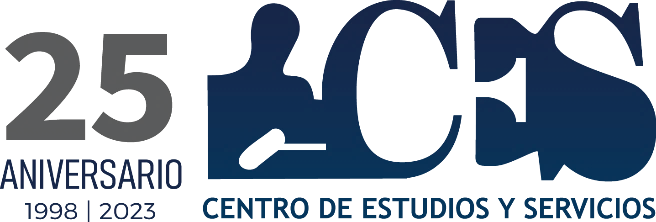 25
ANIVERSARIO
1998 | 2023
CES
CENTRO DE ESTUDIOS Y SERVICIOS